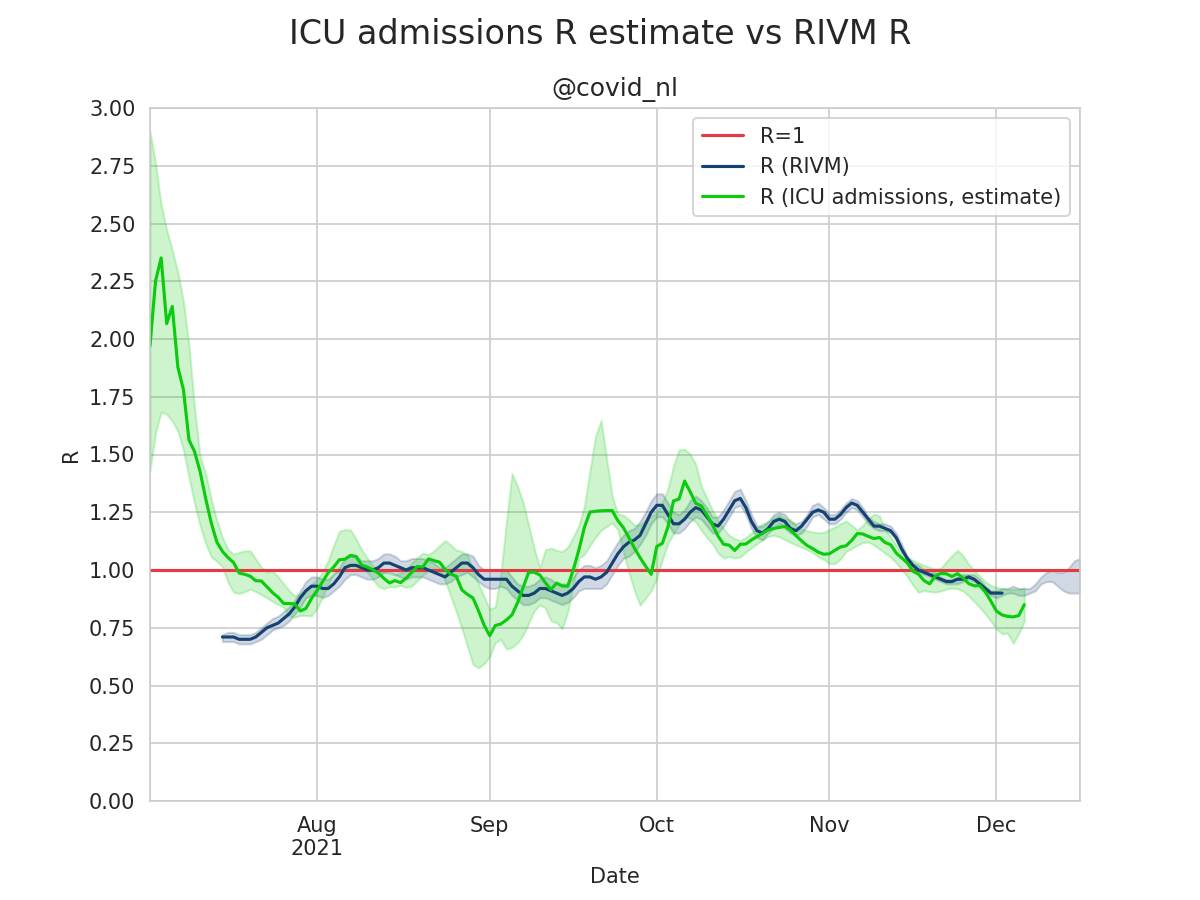 ICU admissions R estimate vs RIVM R
@covid_nl
3.00
2.75
2.50
2.25
2.00
1.75
1.50
1.25
1.00
0.75
0.50
0.25
0.00
R
R=1
R (RIVM)
R (ICU admissions, estimate)
Aug
2021
Sep
Oct
Nov
Dec
Date